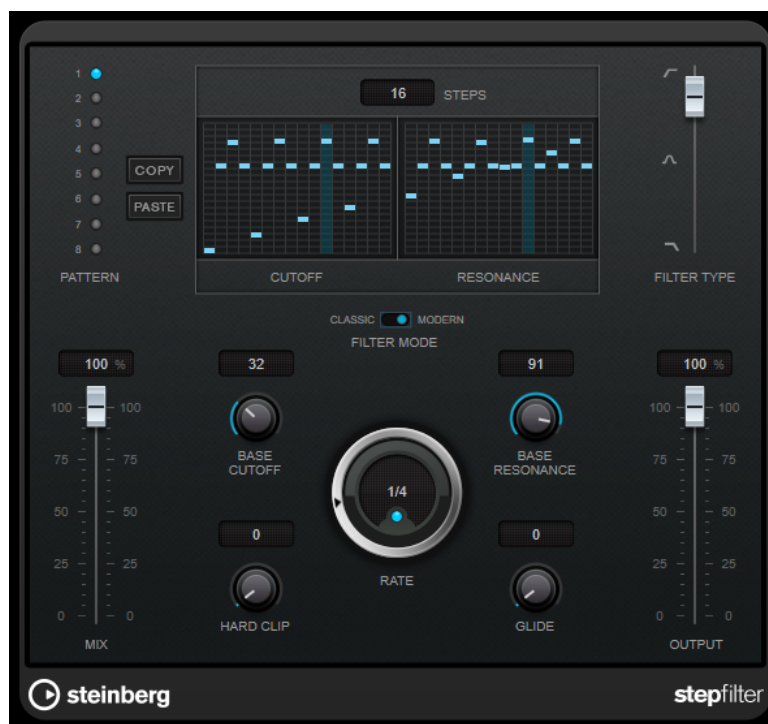 1
2
3
4
5
6
7
8
PATTERN
COPY
PASTE
16 STEPS
CUTOFF
RESONANCE
FILTER TYPE
CLASSIC MODERN
FILTER MODE
100 %
32
91
100 %
100 100
75 75
50 50
25 25
0 0
MIX
BASE
CUTOFF
BASE
RESONANCE
1/4
RATE
0
HARD CLIP
0
GLIDE
100 100
75 75
50 50
25 25
0 0
OUTPUT
steinberg
stepfilter